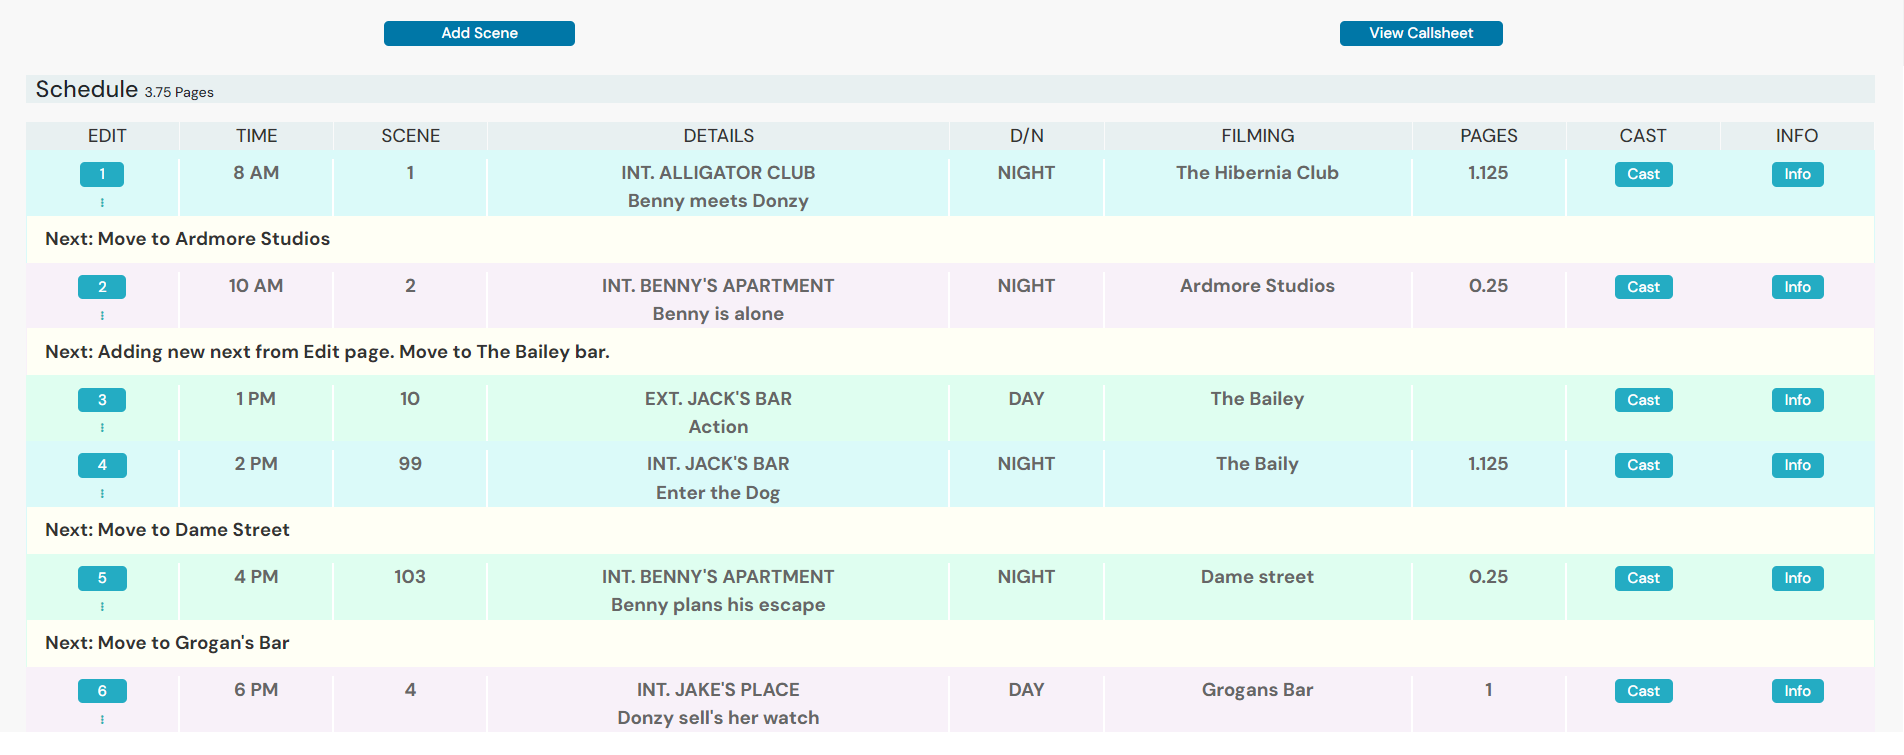 Add Scene View Callsheet
Schedule 3.75 Pages
EDIT TIME SCENE DETAILS D/N FILMING PAGES CAST INFO
1 8 AM 1 INT. ALLIGATOR CLUB NIGHT The Hibernia Club 1.125 Cast Info
Benny meets Donzy
Next: Move to Ardmore Studios
2 10 AM 2 INT. BENNY'S APARTMENT NIGHT Ardmore Studios 0.25 Cast Info
Benny is alone
Next: Adding new next from Edit page. Move to The Bailey bar.
3 1 PM 10 EXT. JACK'S BAR DAY The Bailey Cast Info
Action
4 2 PM 99 INT. JACK'S BAR NIGHT The Baily 1.125 Cast Info
Enter the Dog
Next: Move to Dame Street
5 4 PM 103 INT. BENNY'S APARTMENT NIGHT Dame street 0.25 Cast Info
Benny plans his escape
Next: Move to Grogan's Bar
6 6 PM 4 INT. JAKE'S PLACE DAY Grogans Bar 1 Cast Info
Donzy sell's her watch